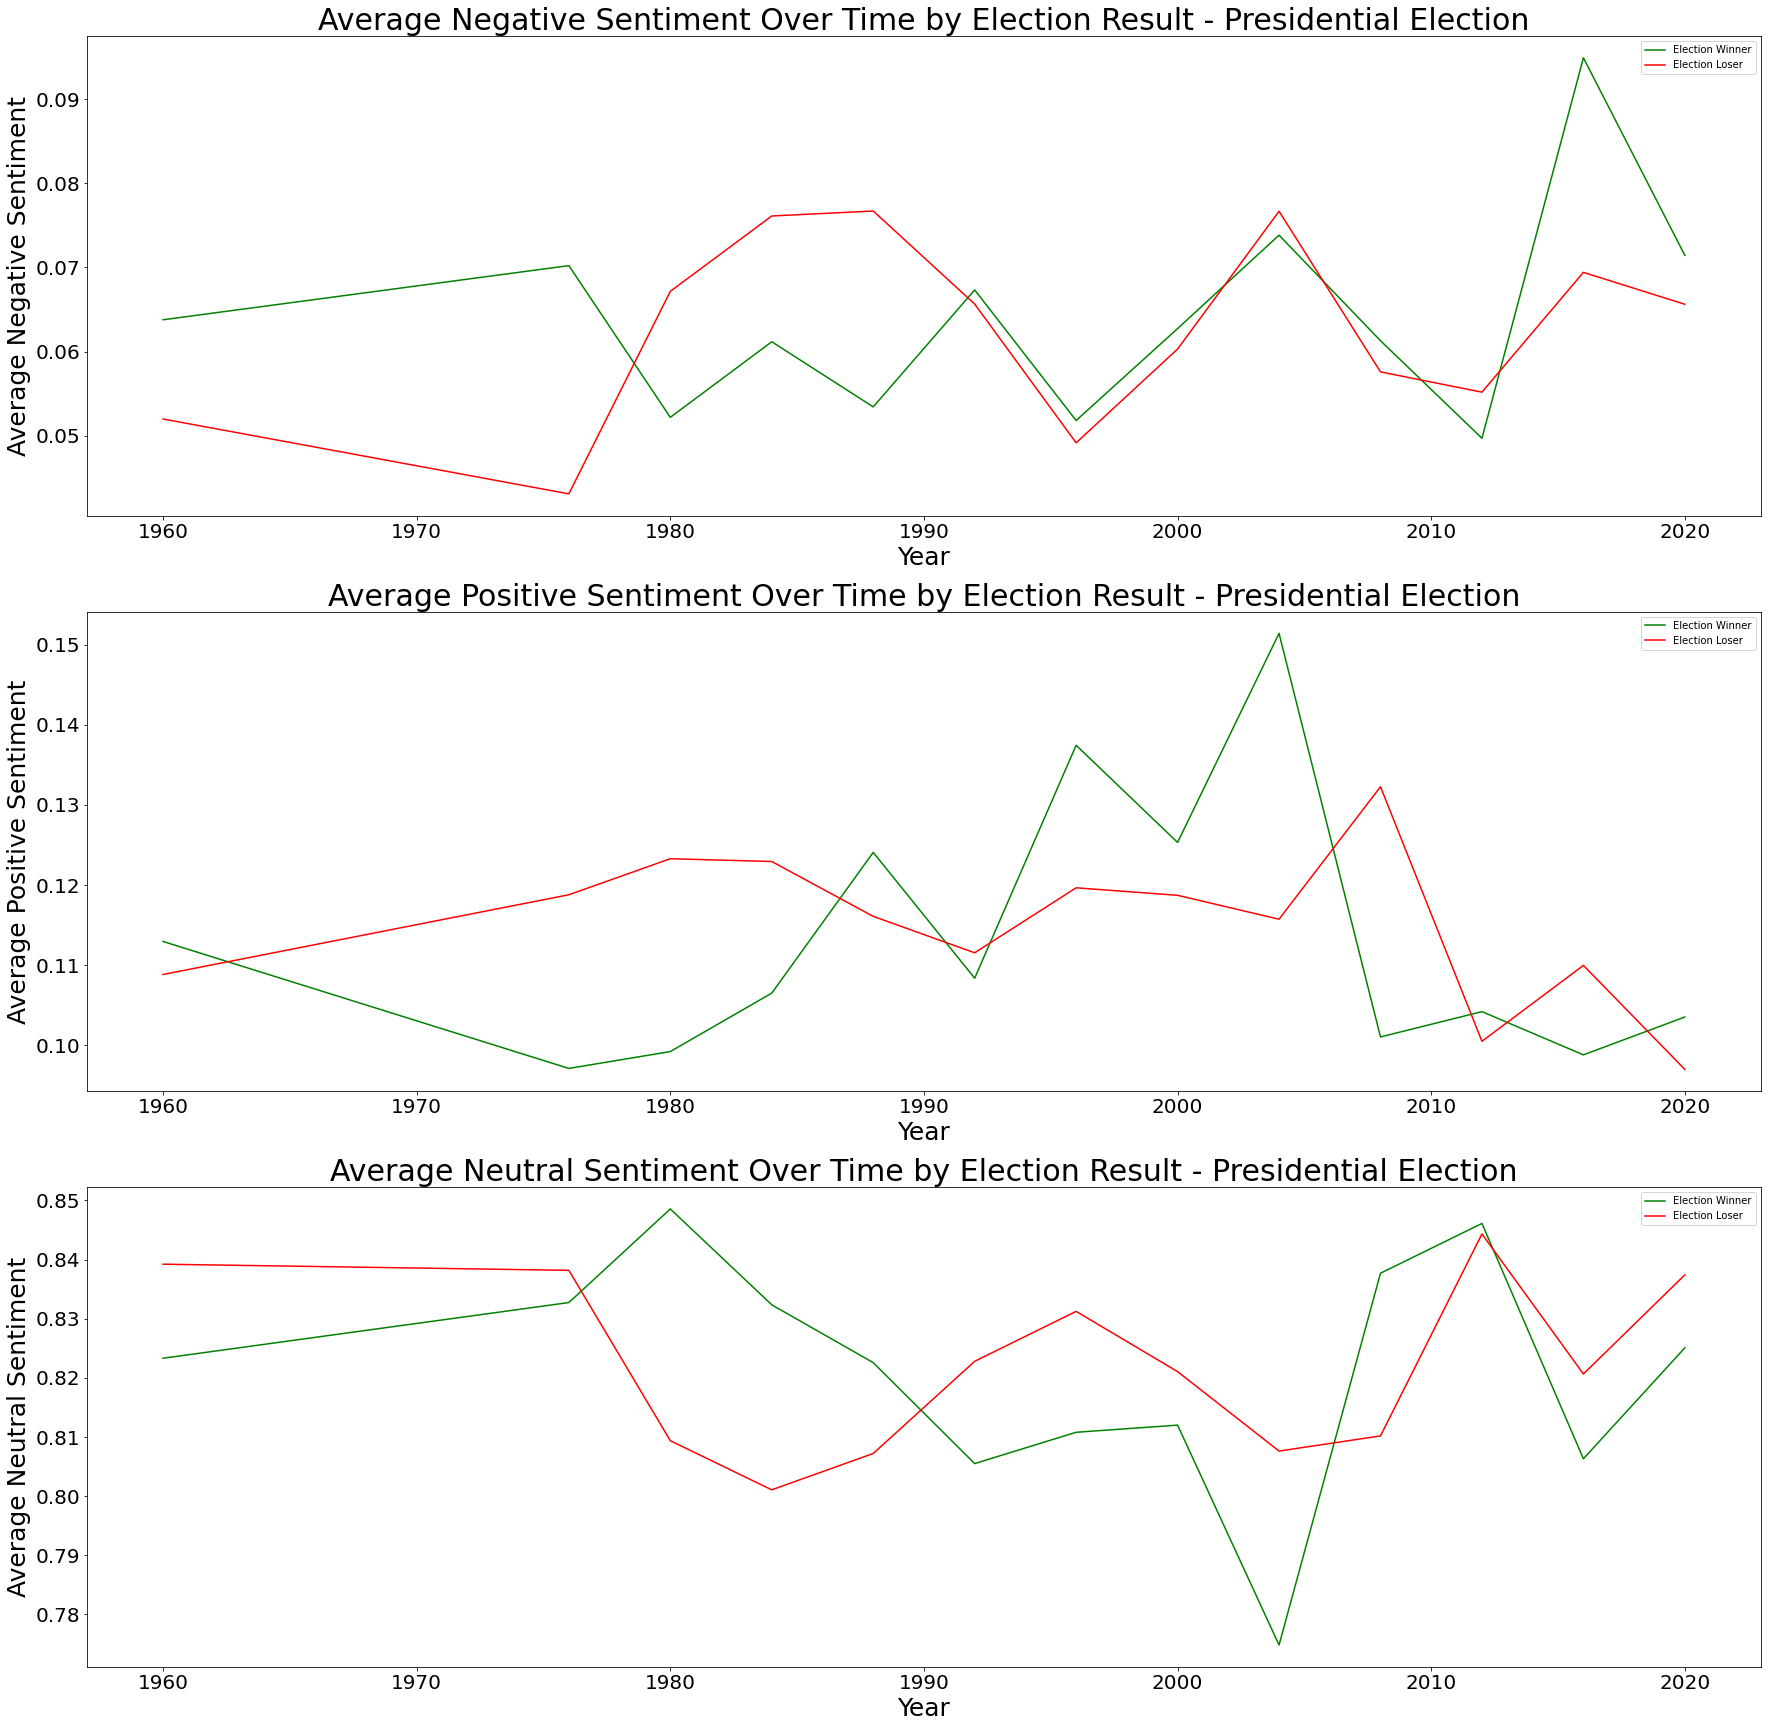 Average Negative Sentiment Over Time by Election Result - Presidential Election
Election Winner
Election Loser
Average Negative Sentiment
0.09
0.08
0.07
0.06
0.05
1960 1970 1980 1990 2000 2010 2020
Year
Average Positive Sentiment Over Time by Election Result - Presidential Election
Election Winner
Election Loser
Average Positive Sentiment
0.15
0.14
0.13
0.12
0.11
0.10
1960 1970 1980 1990 2000 2010 2020
Year
Average Neutral Sentiment Over Time by Election Result - Presidential Election
Election Winner
Election Loser
Average Neutral Sentiment
0.85
0.84
0.83
0.82
0.81
0.80
0.79
0.78
1960 1970 1980 1990 2000 2010 2020
Year